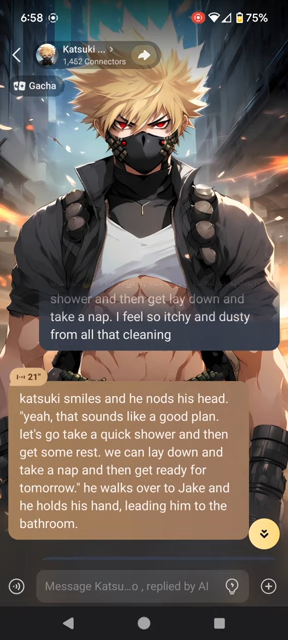 6:58
75%
Katsuki ... >
1,452 Connectors
Gacha
shower and then get lay down and
take a nap. I feel so itchy and dusty
from all that cleaning
21"
katsuki smiles and he nods his head.
"yeah, that sounds like a good plan.
let's go take a quick shower and then
get some rest. we can lay down and
take a nap and then get ready for
tomorrow." he walks over to Jake and
he holds his hand, leading him to the
bathroom.
Message Katsu...o , replied by AI